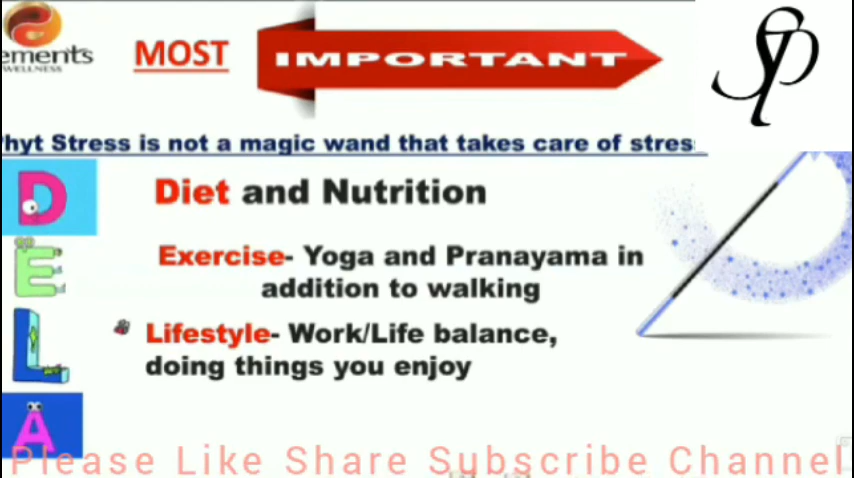 ements
WELLNESS
MOST
IMPORTANT
hyt Stress is not a magic wand that takes care of stres
D
Diet and Nutrition
E
Exercise- Yoga and Pranayama in
addition to walking
L
Lifestyle- Work/Life balance,
doing things you enjoy
A
Please Like Share Subscribe Channel